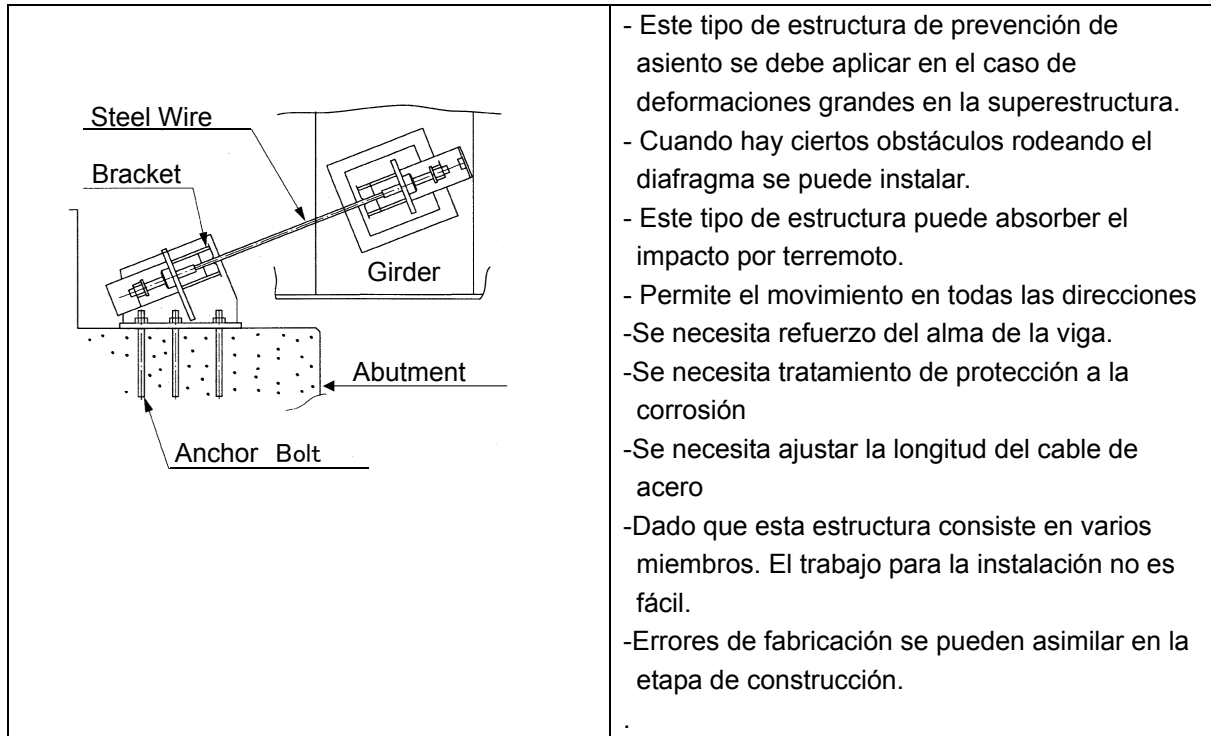 Steel Wire
Bracket
Girder
Abutment
Anchor Bolt
- Este tipo de estructura de prevención de
asiento se debe aplicar en el caso de
deformaciones grandes en la superestructura.
- Cuando hay ciertos obstáculos rodeando el
diafragma se puede instalar.
- Este tipo de estructura puede absorber el
impacto por terremoto.
- Permite el movimiento en todas las direcciones
-Se necesita refuerzo del alma de la viga.
-Se necesita tratamiento de protección a la
corrosión
-Se necesita ajustar la longitud del cable de
acero
-Dado que esta estructura consiste en varios
miembros. El trabajo para la instalación no es
fácil.
-Errores de fabricación se pueden asimilar en la
etapa de construcción.
.